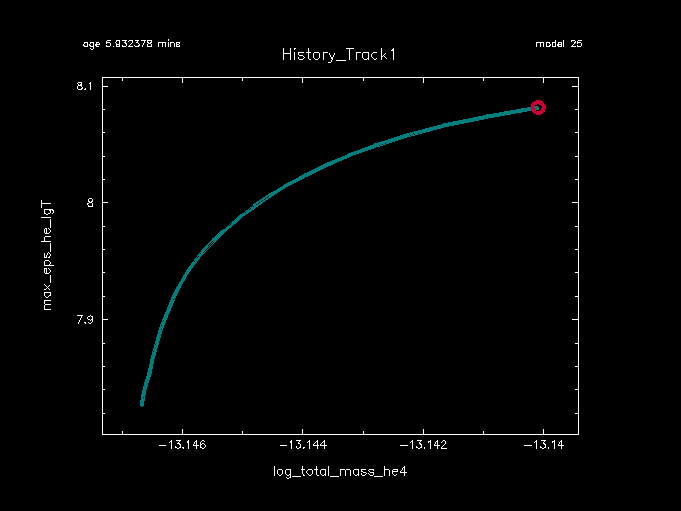 age 5.932378 mins
model 25
History_Track1
8.1
8
7.9
max_eps_he_lgT
−13.146
−13.144
−13.142
−13.14
log_total_mass_he4